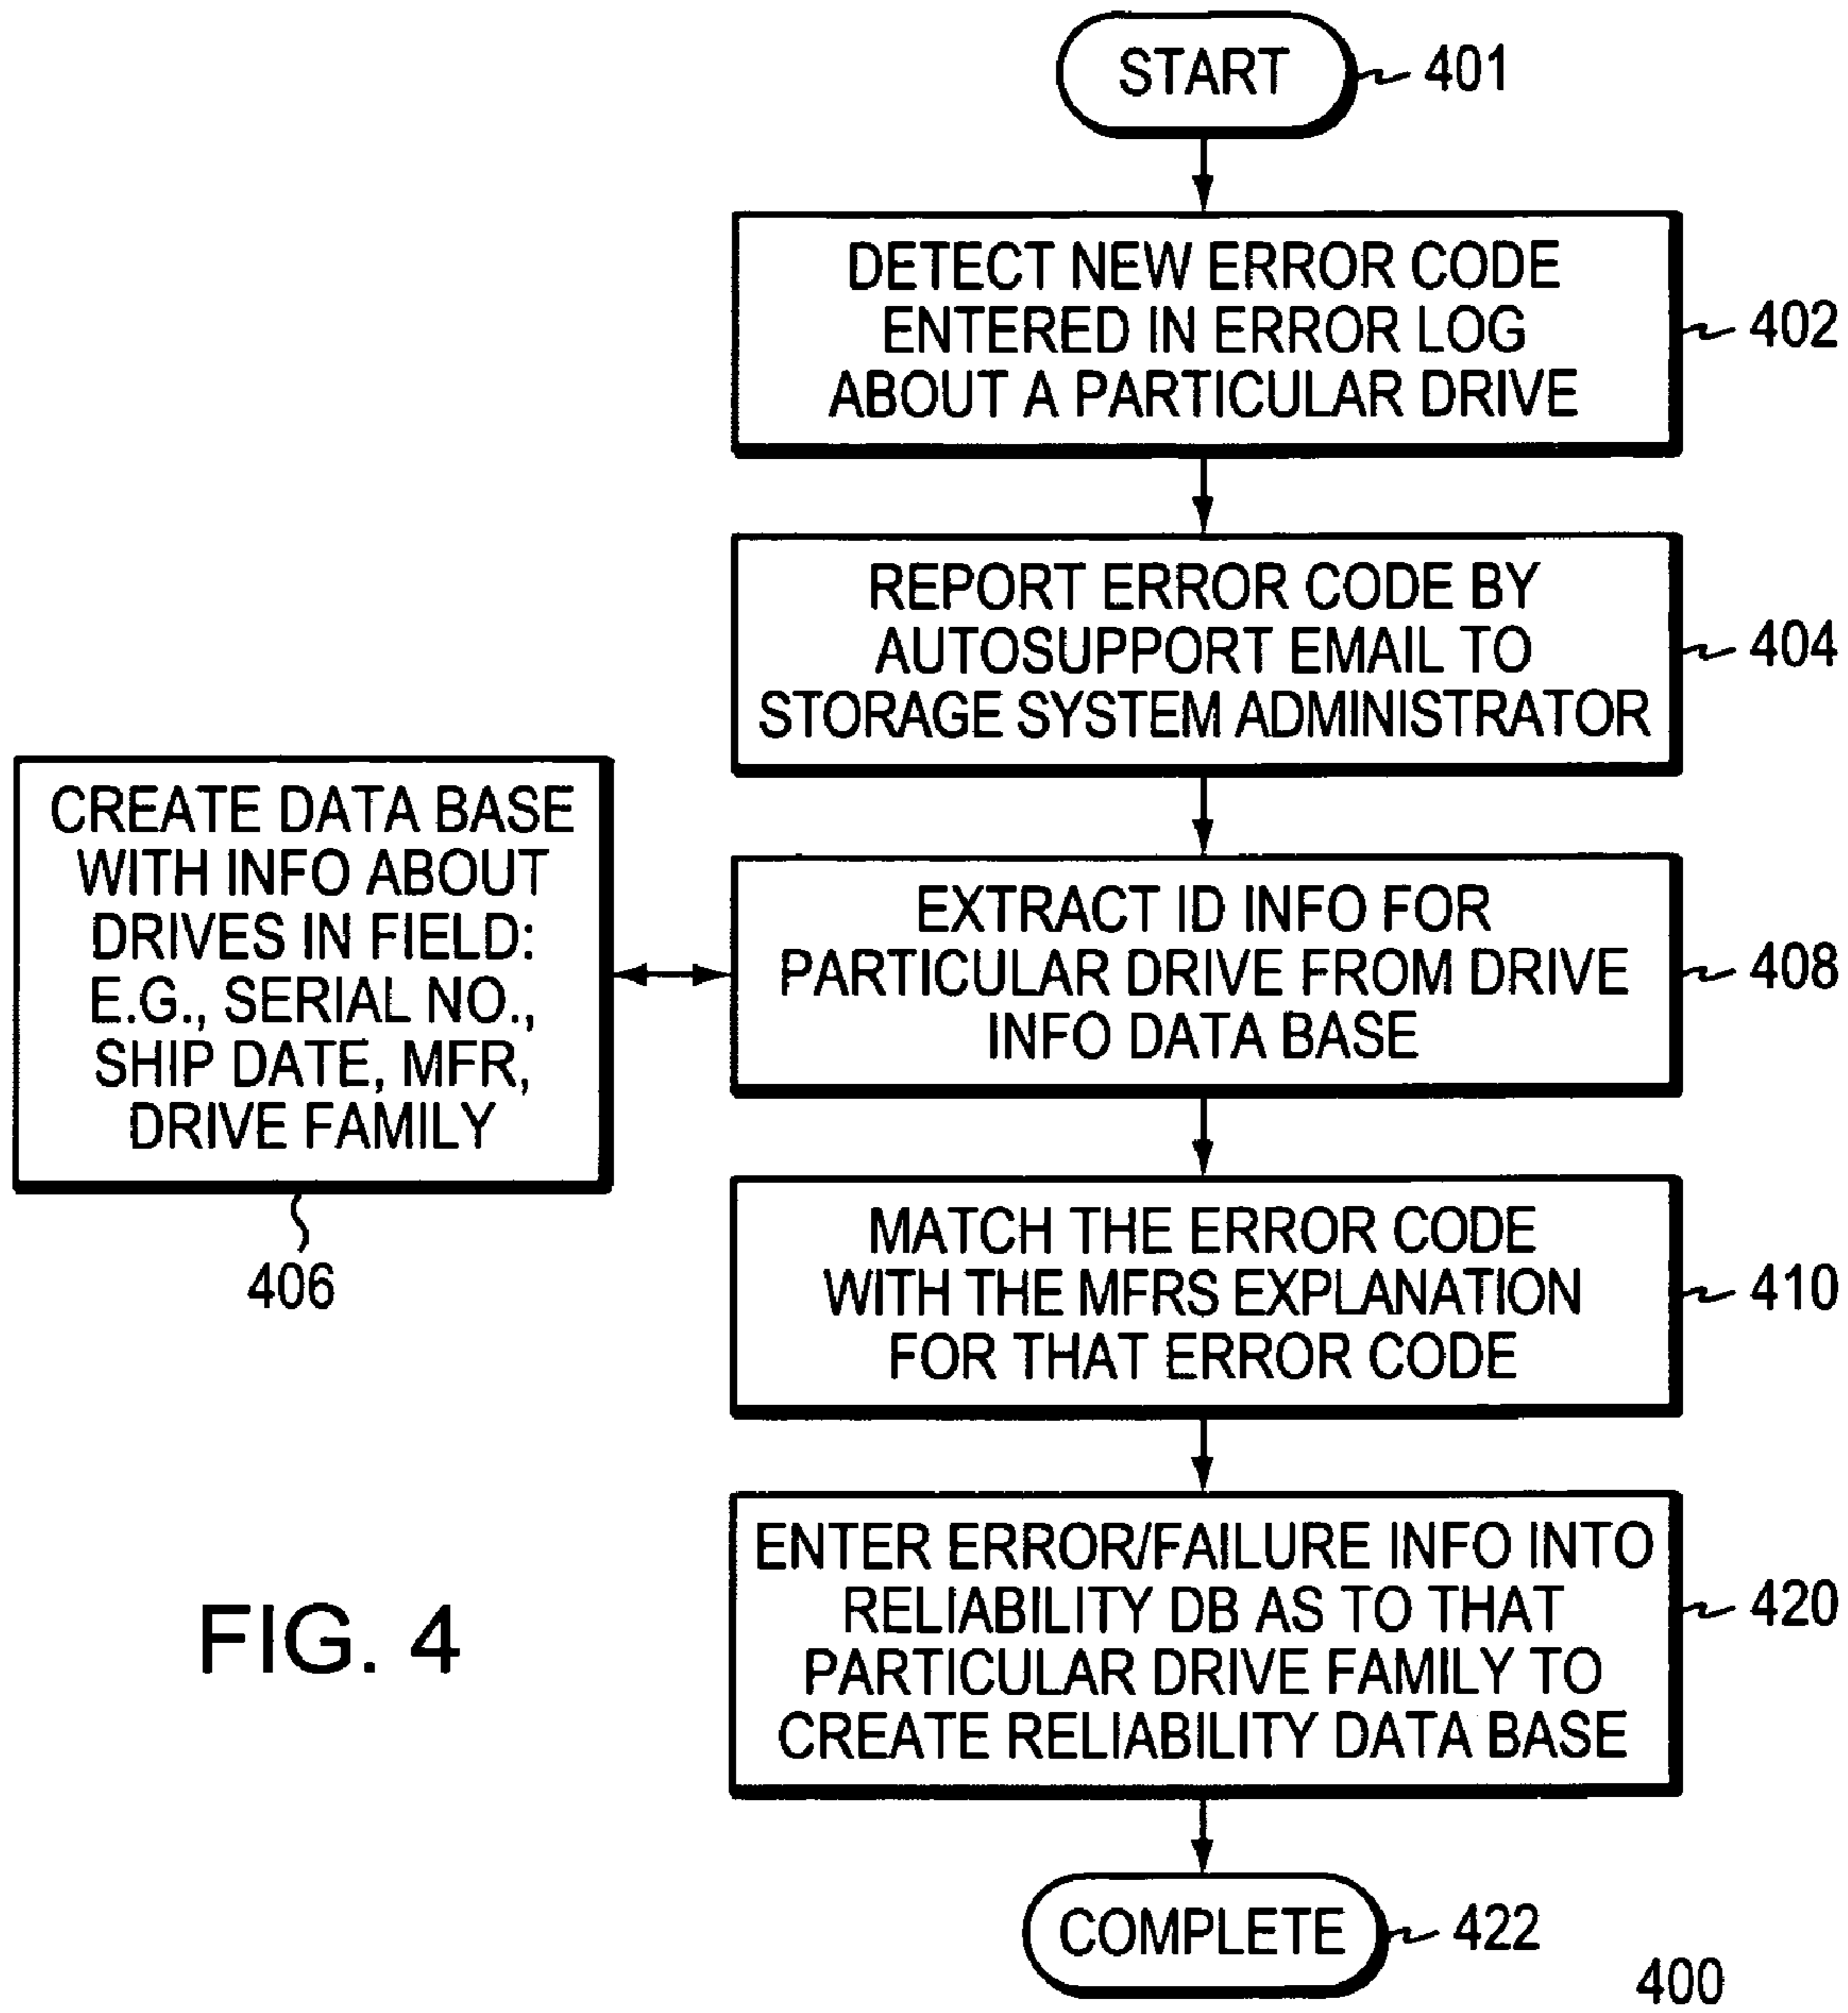 START
401
DETECT NEW ERROR CODE
ENTERED IN ERROR LOG
ABOUT A PARTICULAR DRIVE
402
REPORT ERROR CODE BY
AUTOSUPPORT EMAIL TO
STORAGE SYSTEM ADMINISTRATOR
404
CREATE DATA BASE
WITH INFO ABOUT
DRIVES IN FIELD:
E.G., SERIAL NO.,
SHIP DATE, MFR,
DRIVE FAMILY
406
EXTRACT ID INFO FOR
PARTICULAR DRIVE FROM DRIVE
INFO DATA BASE
408
MATCH THE ERROR CODE
WITH THE MFRS EXPLANATION
FOR THAT ERROR CODE
410
ENTER ERROR/FAILURE INFO INTO
RELIABILITY DB AS TO THAT
PARTICULAR DRIVE FAMILY TO
CREATE RELIABILITY DATA BASE
420
FIG. 4
COMPLETE
422
400